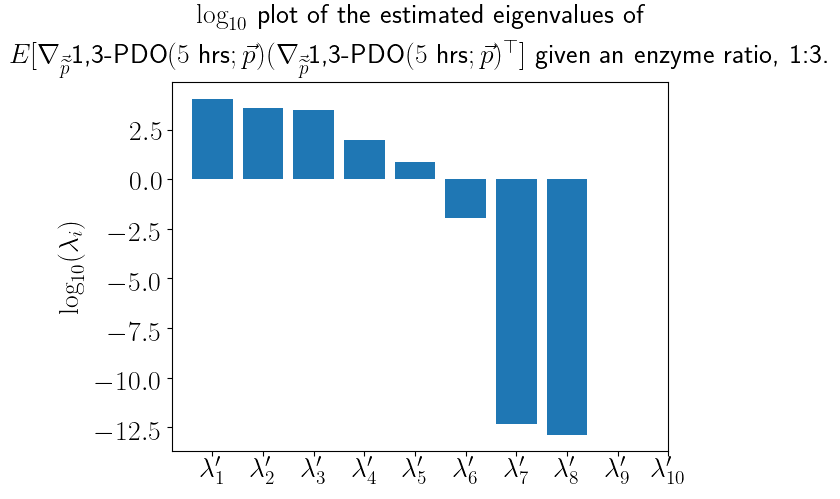 log₁₀ plot of the estimated eigenvalues of
E[∇_p̃⃗ 1,3-PDO(5 hrs; p⃗)(∇_p̃⃗ 1,3-PDO(5 hrs; p⃗)^⊤] given an enzyme ratio, 1:3.
log₁₀(λᵢ)
2.5
0.0
−2.5
−5.0
−7.5
−10.0
−12.5
λ′₁ λ′₂ λ′₃ λ′₄ λ′₅ λ′₆ λ′₇ λ′₈ λ′₉ λ′₁₀